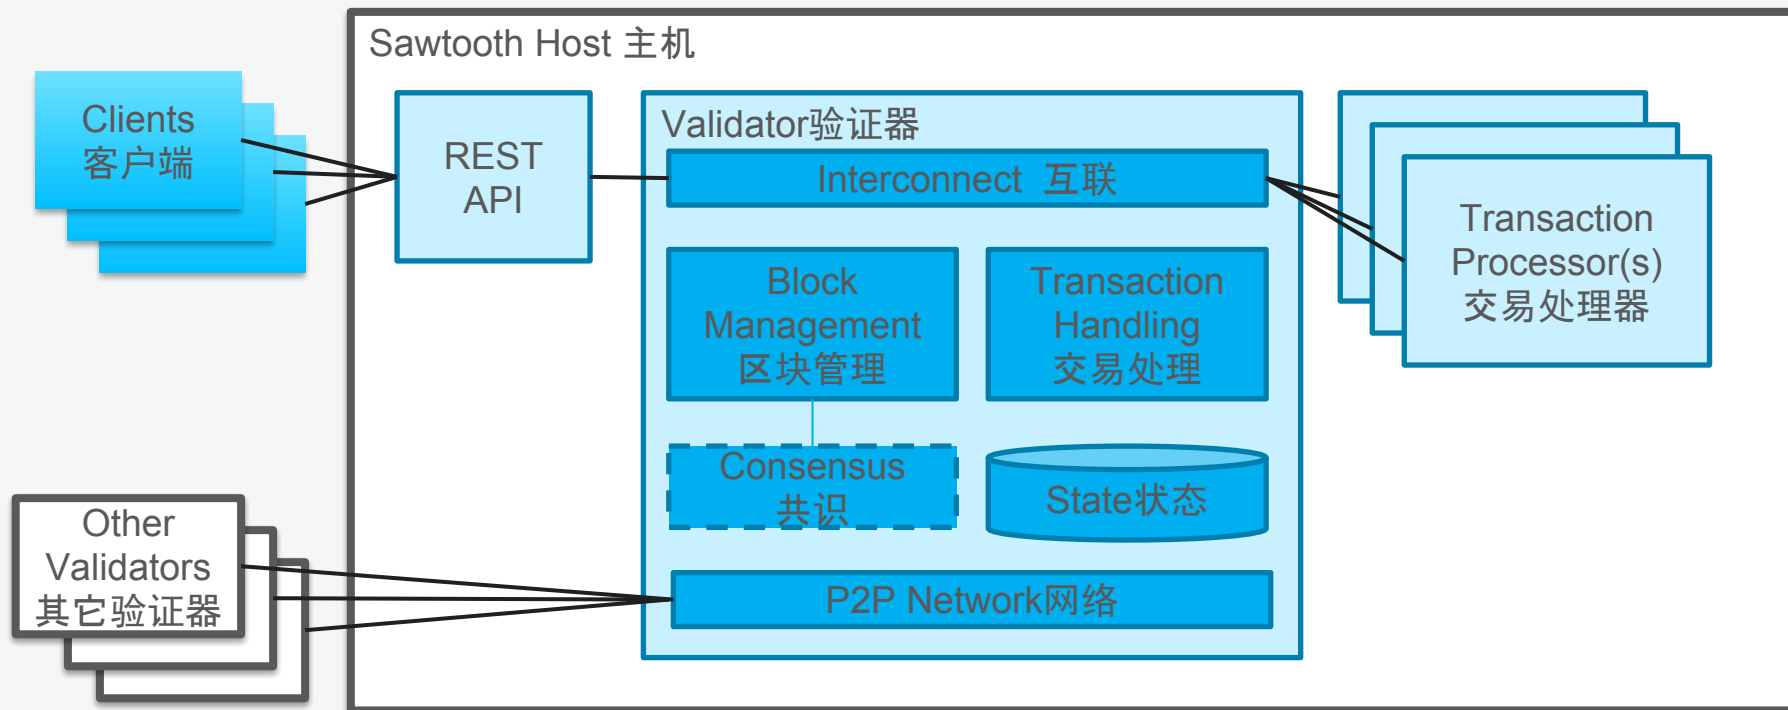 Sawtooth Host 主机
Clients
客户端
REST
API
Validator验证器
Interconnect 互联
Block
Management
区块管理
Transaction
Handling
交易处理
Consensus
共识
State状态
P2P Network网络
Transaction
Processor(s)
交易处理器
Other
Validators
其它验证器